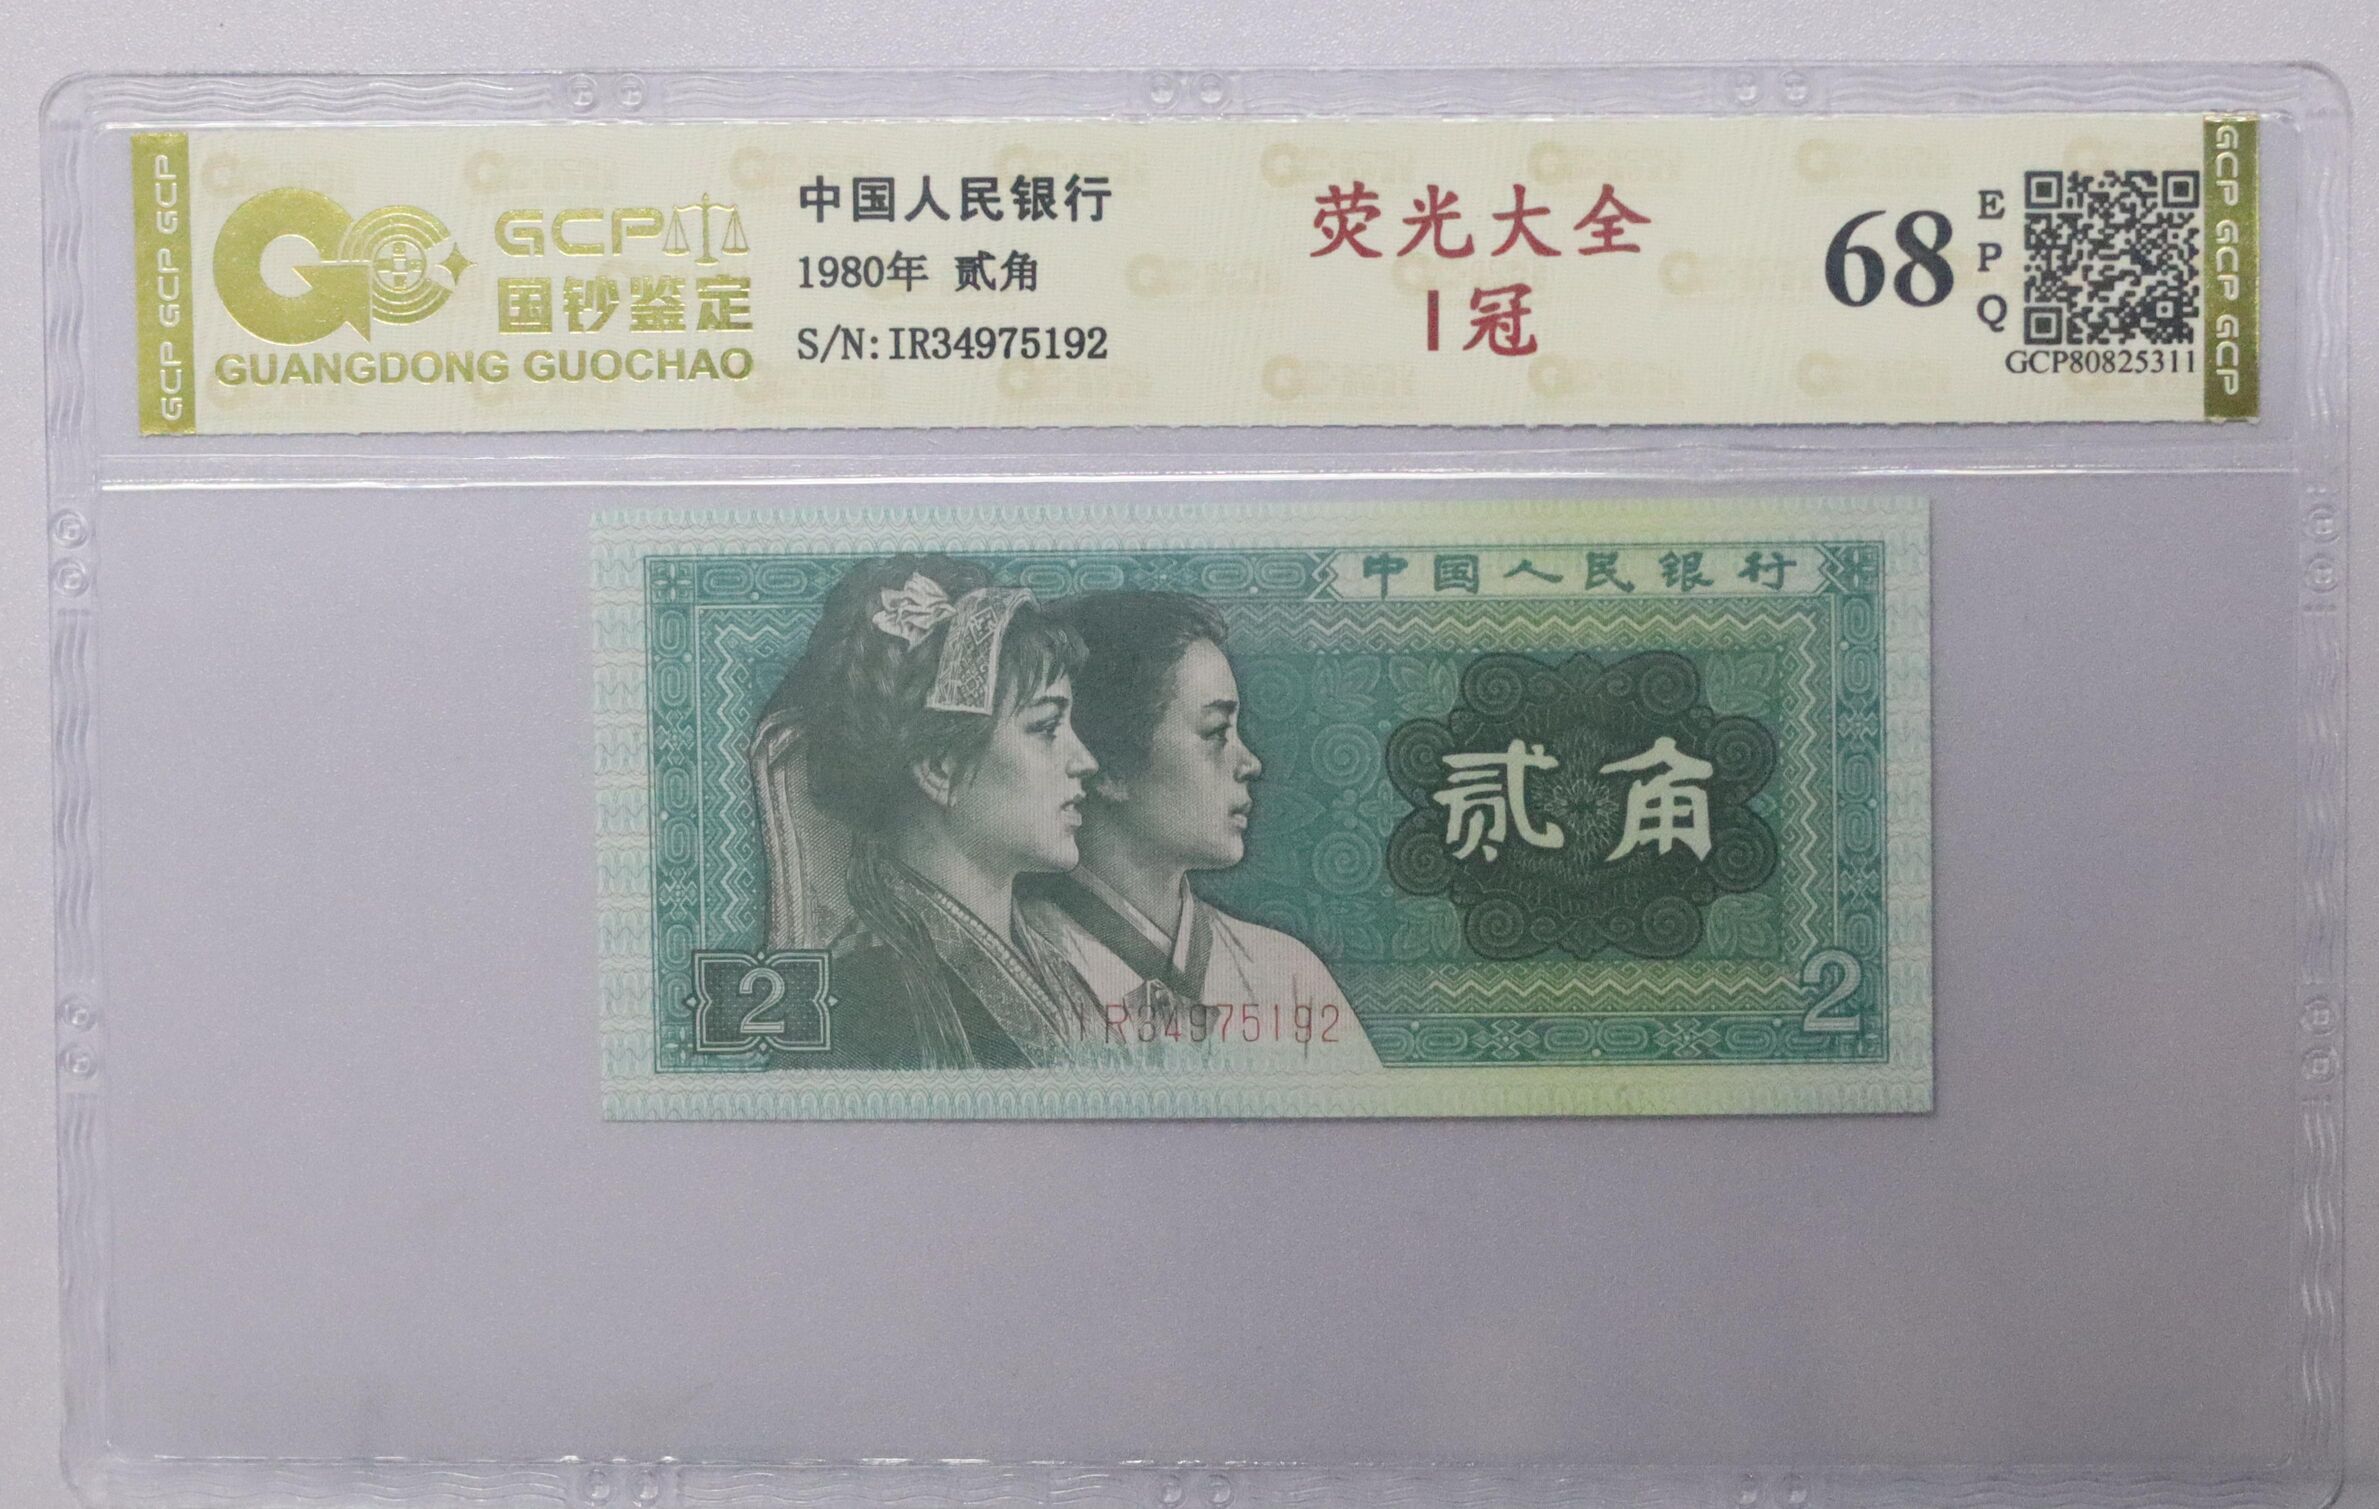 GCP GCP GCP
GCP
国钞鉴定
GUANGDONG GUOCHAO
中国人民银行
1980年 贰角
S/N:IR34975192
荧光大全
I冠
68
EPQ
GCP80825311
GCP GCP GCP
中国人民银行
贰角
2
IR34975192
2